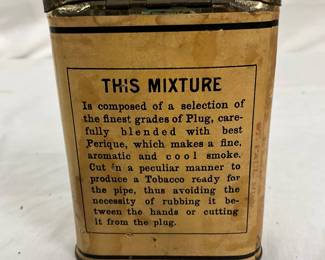 THIS MIXTURE
Is composed of a selection of
the finest grades of Plug, care-
fully blended with best
Perique, which makes a fine,
aromatic and cool smoke.
Cut in a peculiar manner to
produce a Tobacco ready for
the pipe, thus avoiding the
necessity of rubbing it be-
tween the hands or cutting
it from the plug.